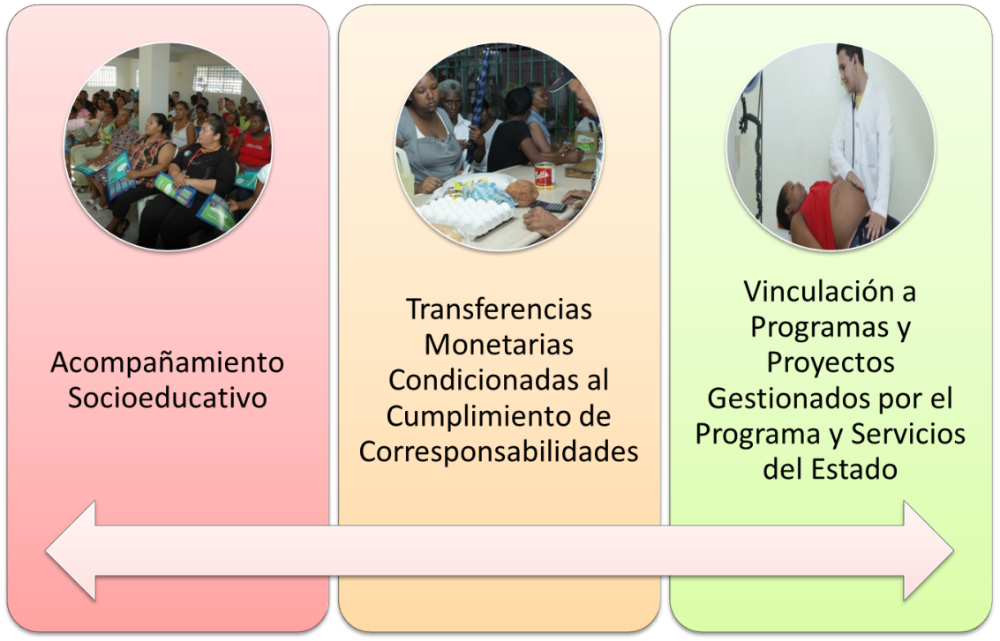 Acompañamiento
Socioeducativo
Transferencias
Monetarias
Condicionadas al
Cumplimiento de
Corresponsabilidades
Vinculación a
Programas y
Proyectos
Gestionados por el
Programa y Servicios
del Estado